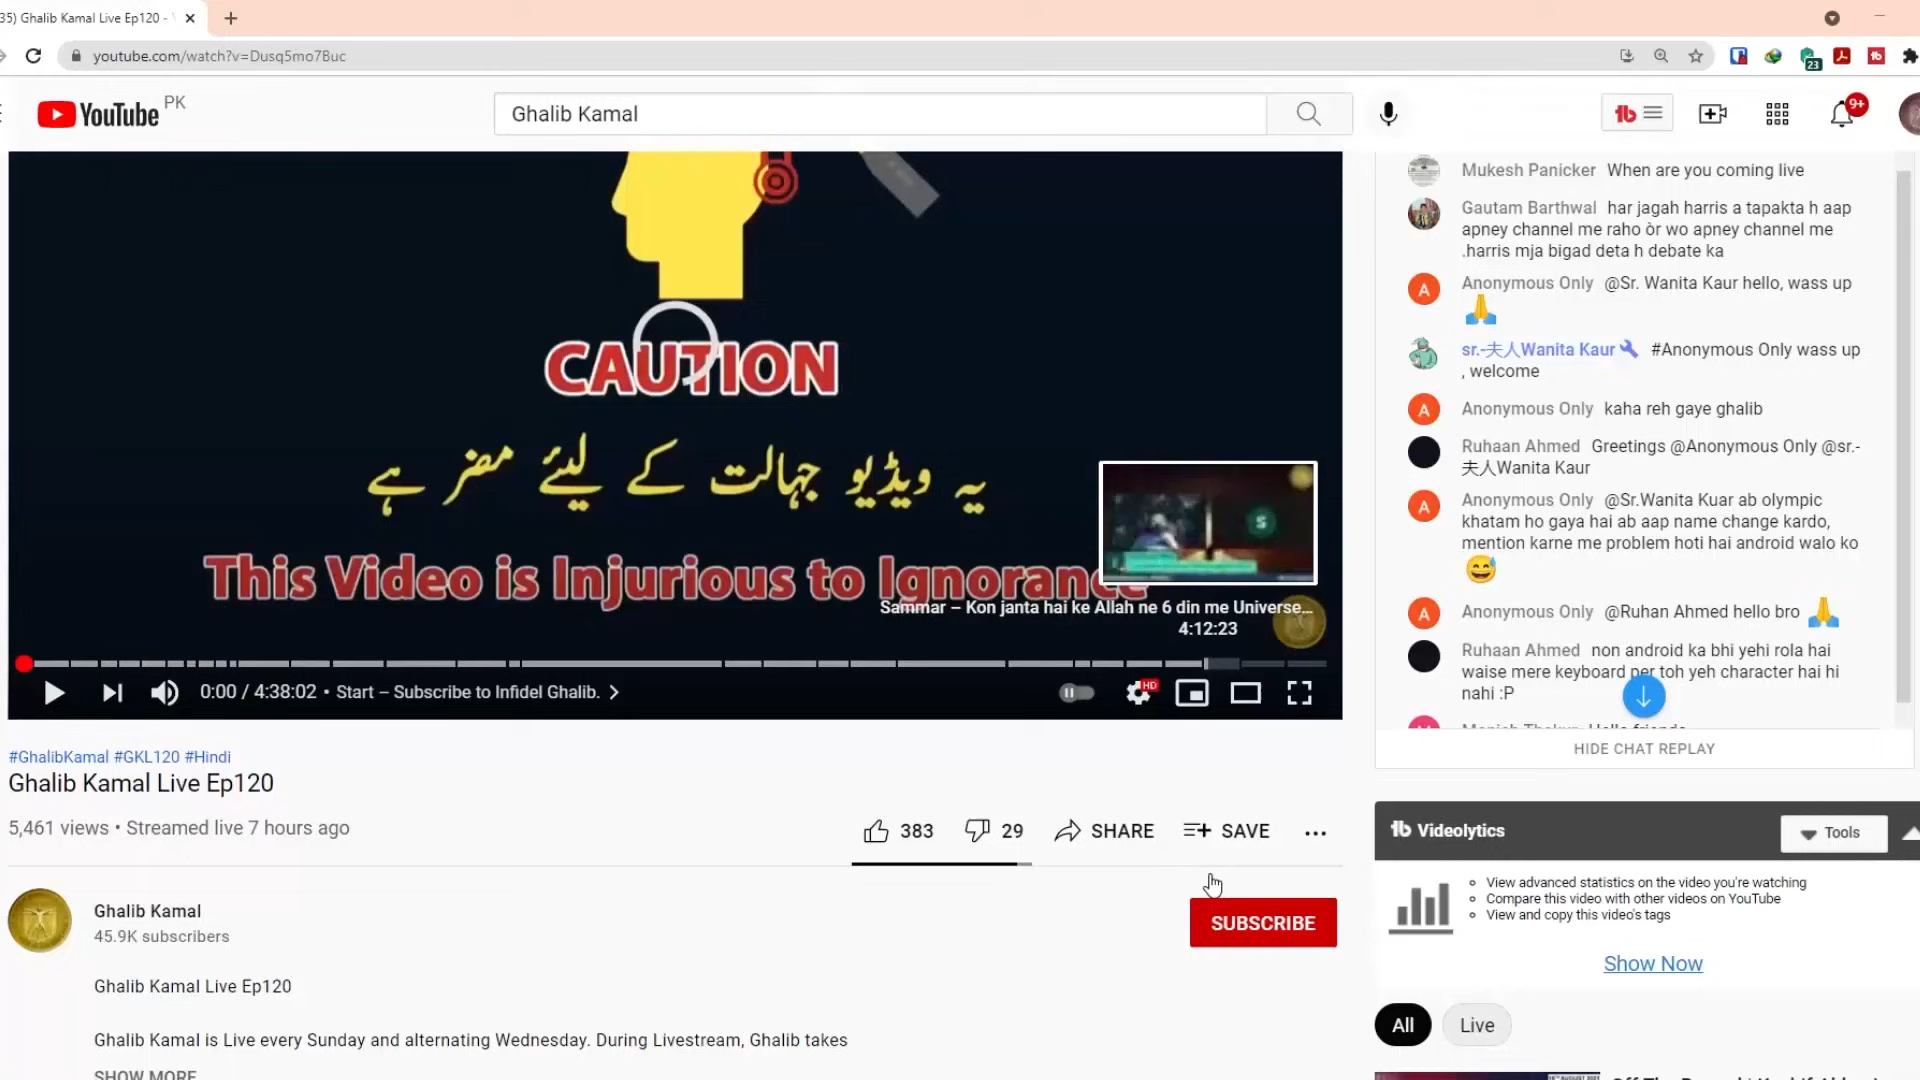 35) Ghalib Kamal Live Ep120 -
youtube.com/watch?v=Dusq5mo7Buc
23
YouTube PK
Ghalib Kamal
9+
CAUTION
یہ ویڈیو جہالت کے لیئے مضر ہے
This Video is Injurious to Ignorance
Sammar – Kon janta hai ke Allah ne 6 din me Universe...
4:12:23
0:00 / 4:38:02 • Start – Subscribe to Infidel Ghalib.
HD
#GhalibKamal #GKL120 #Hindi
Ghalib Kamal Live Ep120
5,461 views • Streamed live 7 hours ago
383
29
SHARE
SAVE
Ghalib Kamal
45.9K subscribers
SUBSCRIBE
Ghalib Kamal Live Ep120
Ghalib Kamal is Live every Sunday and alternating Wednesday. During Livestream, Ghalib takes
SHOW MORE
Mukesh Panicker When are you coming live
Gautam Barthwal har jagah harris a tapakta h aap
apney channel me raho òr wo apney channel me
.harris mja bigad deta h debate ka
A
Anonymous Only @Sr. Wanita Kaur hello, wass up
🙏
sr.-夫人Wanita Kaur #Anonymous Only wass up
, welcome
A
Anonymous Only kaha reh gaye ghalib
Ruhaan Ahmed Greetings @Anonymous Only @sr.-
夫人Wanita Kaur
A
Anonymous Only @Sr.Wanita Kuar ab olympic
khatam ho gaya hai ab aap name change kardo,
mention karne me problem hoti hai android walo ko
😅
A
Anonymous Only @Ruhan Ahmed hello bro 🙏
Ruhaan Ahmed non android ka bhi yehi rola hai
waise mere keyboard per toh yeh character hai hi
nahi :P
HIDE CHAT REPLAY
Videolytics
Tools
View advanced statistics on the video you're watching
Compare this video with other videos on YouTube
View and copy this video's tags
Show Now
All
Live